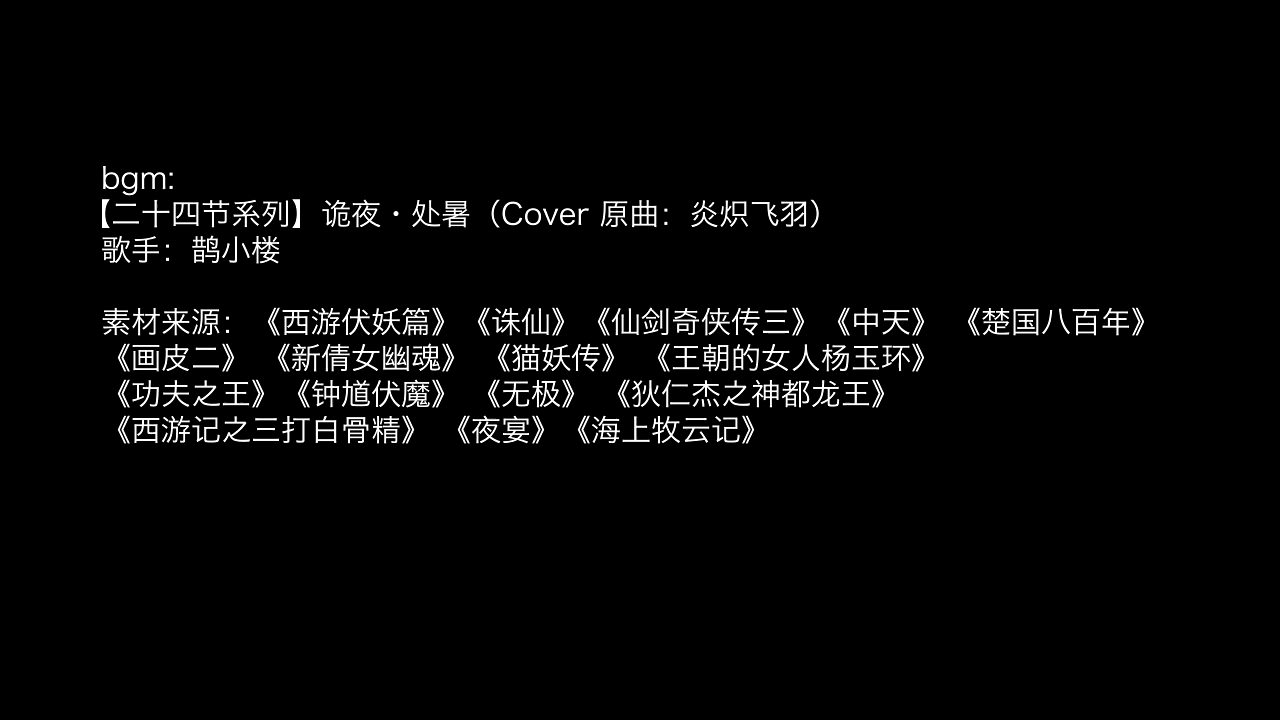 bgm:
【二十四节系列】诡夜·处暑（Cover 原曲：炎炽飞羽）
歌手：鹊小楼
素材来源：《西游伏妖篇》《诛仙》《仙剑奇侠传三》《中天》 《楚国八百年》
《画皮二》 《新倩女幽魂》 《猫妖传》 《王朝的女人杨玉环》
《功夫之王》《钟馗伏魔》 《无极》 《狄仁杰之神都龙王》
《西游记之三打白骨精》 《夜宴》《海上牧云记》